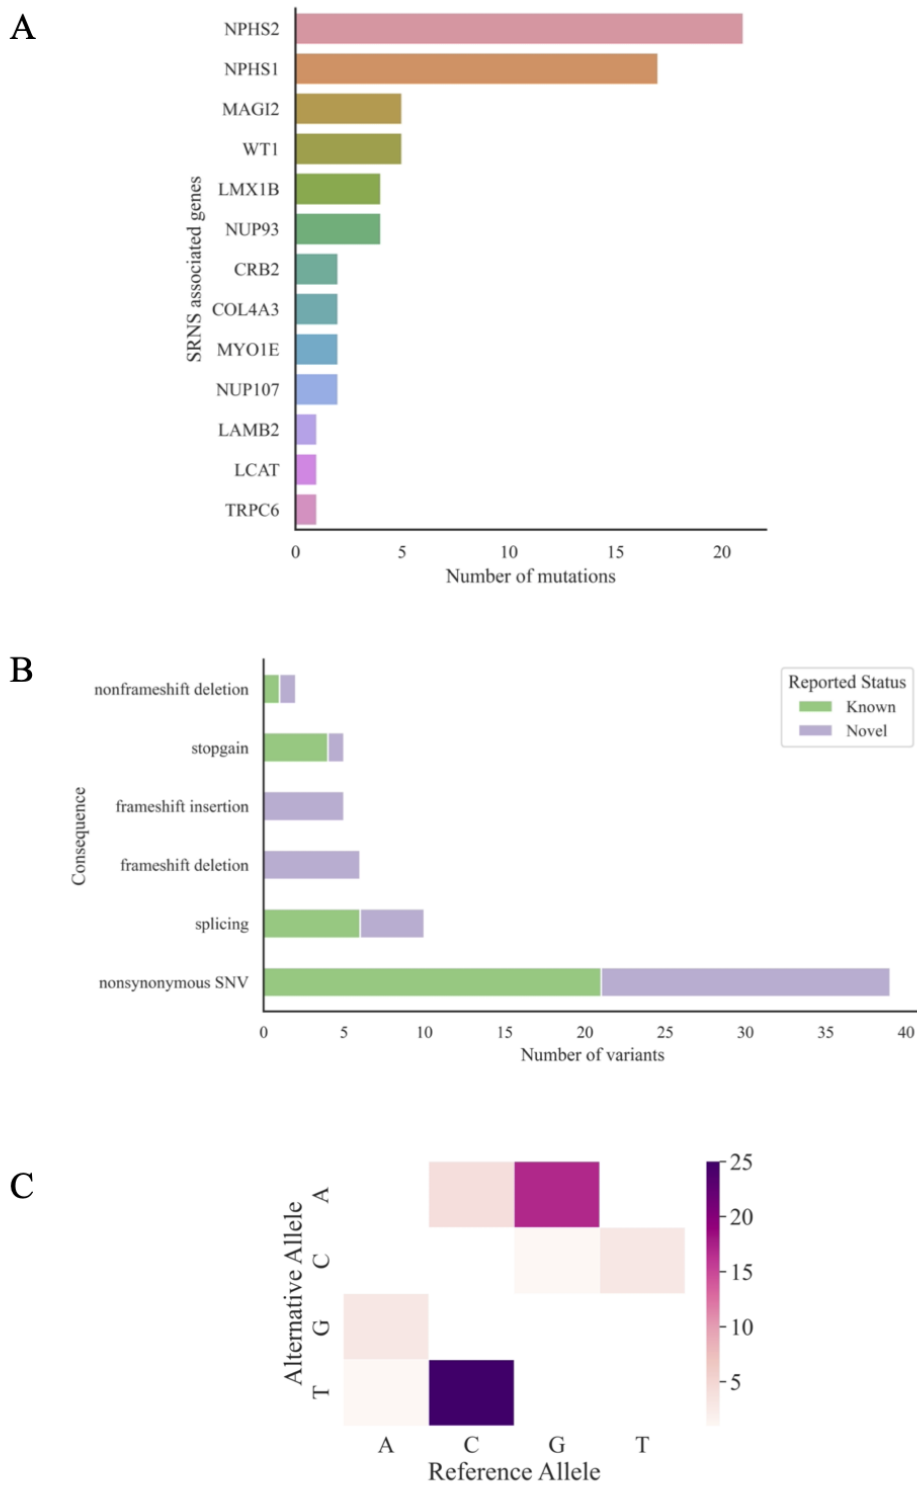 A
SRNS associated genes
NPHS2
NPHS1
MAGI2
WT1
LMX1B
NUP93
CRB2
COL4A3
MYO1E
NUP107
LAMB2
LCAT
TRPC6
0 5 10 15 20
Number of mutations
B
Consequence
nonframeshift deletion
stopgain
frameshift insertion
frameshift deletion
splicing
nonsynonymous SNV
Reported Status
Known
Novel
0 5 10 15 20 25 30 35 40
Number of variants
C
Alternative Allele
A
C
G
T
25
20
15
10
5
A C G T
Reference Allele